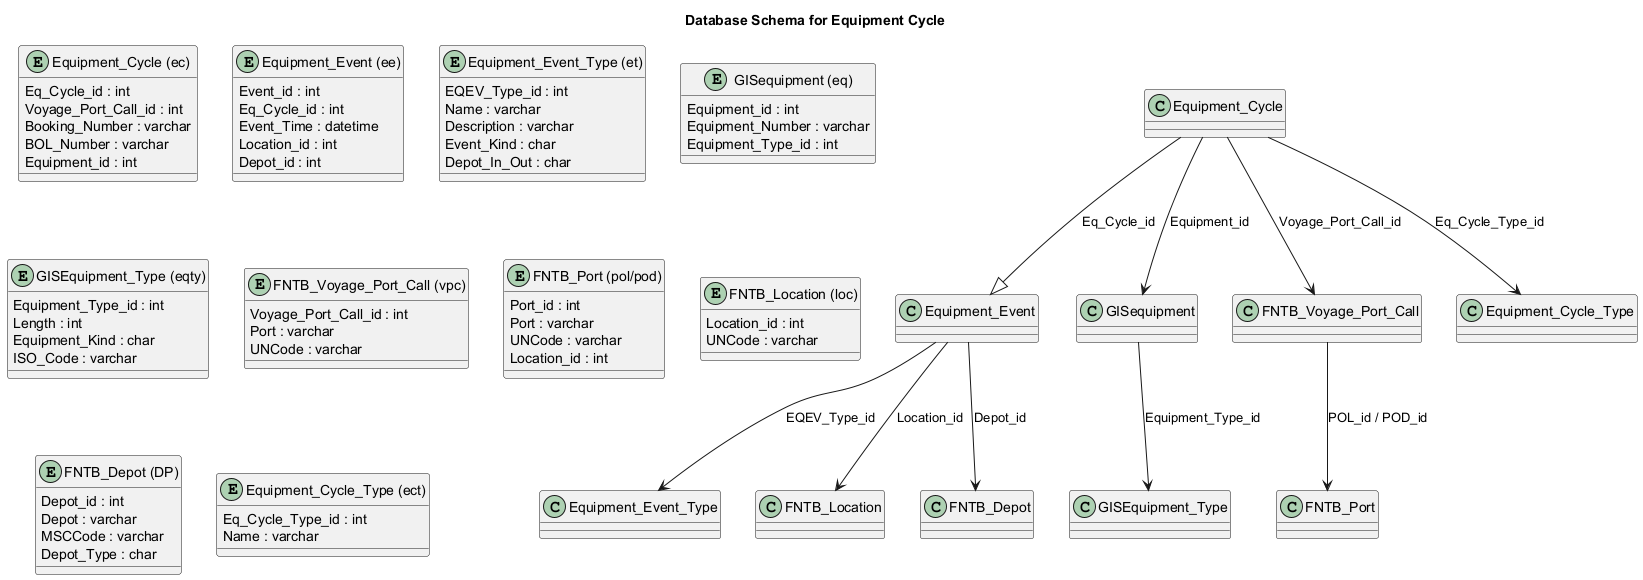 Database Schema for Equipment Cycle
E Equipment_Cycle (ec)
Eq_Cycle_id : int
Voyage_Port_Call_id : int
Booking_Number : varchar
BOL_Number : varchar
Equipment_id : int
E Equipment_Event (ee)
Event_id : int
Eq_Cycle_id : int
Event_Time : datetime
Location_id : int
Depot_id : int
E Equipment_Event_Type (et)
EQEV_Type_id : int
Name : varchar
Description : varchar
Event_Kind : char
Depot_In_Out : char
E GISequipment (eq)
Equipment_id : int
Equipment_Number : varchar
Equipment_Type_id : int
C Equipment_Cycle
Eq_Cycle_id
Equipment_id
Voyage_Port_Call_id
Eq_Cycle_Type_id
E GISEquipment_Type (eqty)
Equipment_Type_id : int
Length : int
Equipment_Kind : char
ISO_Code : varchar
E FNTB_Voyage_Port_Call (vpc)
Voyage_Port_Call_id : int
Port : varchar
UNCode : varchar
E FNTB_Port (pol/pod)
Port_id : int
Port : varchar
UNCode : varchar
Location_id : int
E FNTB_Location (loc)
Location_id : int
UNCode : varchar
C Equipment_Event
C GISequipment
C FNTB_Voyage_Port_Call
C Equipment_Cycle_Type
EQEV_Type_id
Location_id
Depot_id
Equipment_Type_id
POL_id / POD_id
E FNTB_Depot (DP)
Depot_id : int
Depot : varchar
MSCCode : varchar
Depot_Type : char
E Equipment_Cycle_Type (ect)
Eq_Cycle_Type_id : int
Name : varchar
C Equipment_Event_Type
C FNTB_Location
C FNTB_Depot
C GISEquipment_Type
C FNTB_Port